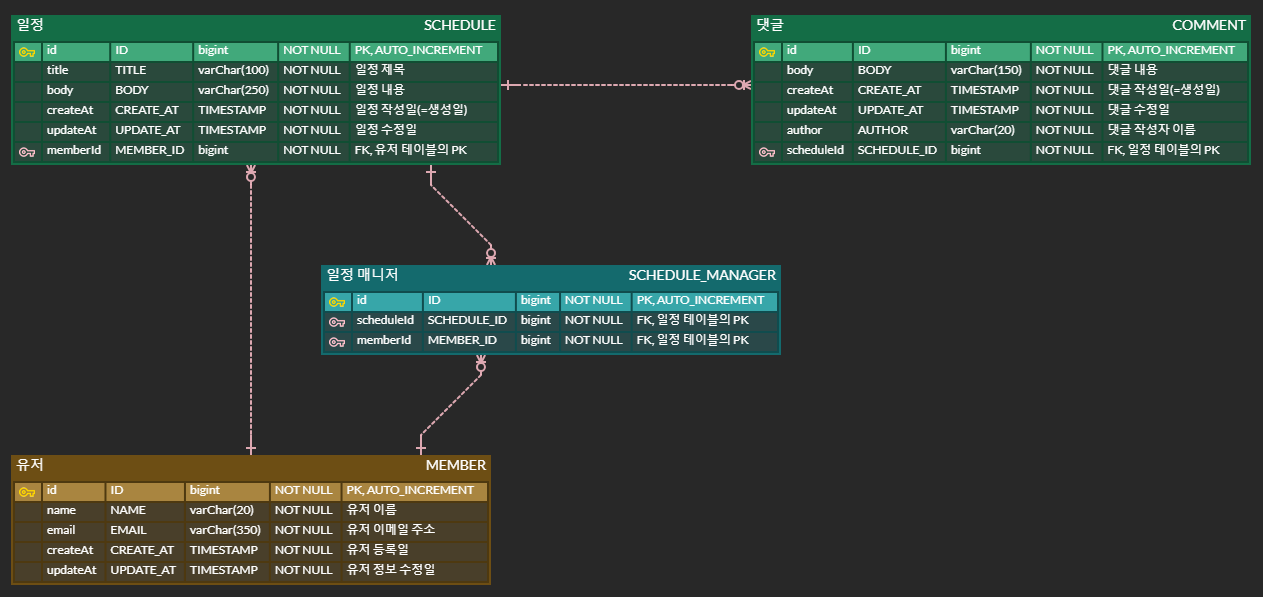 일정 SCHEDULE
id ID bigint NOT NULL PK, AUTO_INCREMENT
title TITLE varChar(100) NOT NULL 일정 제목
body BODY varChar(250) NOT NULL 일정 내용
createAt CREATE_AT TIMESTAMP NOT NULL 일정 작성일(=생성일)
updateAt UPDATE_AT TIMESTAMP NOT NULL 일정 수정일
memberId MEMBER_ID bigint NOT NULL FK, 유저 테이블의 PK
댓글 COMMENT
id ID bigint NOT NULL PK, AUTO_INCREMENT
body BODY varChar(150) NOT NULL 댓글 내용
createAt CREATE_AT TIMESTAMP NOT NULL 댓글 작성일(=생성일)
updateAt UPDATE_AT TIMESTAMP NOT NULL 댓글 수정일
author AUTHOR varChar(20) NOT NULL 댓글 작성자 이름
scheduleId SCHEDULE_ID bigint NOT NULL FK, 일정 테이블의 PK
일정 매니저 SCHEDULE_MANAGER
id ID bigint NOT NULL PK, AUTO_INCREMENT
scheduleId SCHEDULE_ID bigint NOT NULL FK, 일정 테이블의 PK
memberId MEMBER_ID bigint NOT NULL FK, 일정 테이블의 PK
유저 MEMBER
id ID bigint NOT NULL PK, AUTO_INCREMENT
name NAME varChar(20) NOT NULL 유저 이름
email EMAIL varChar(350) NOT NULL 유저 이메일 주소
createAt CREATE_AT TIMESTAMP NOT NULL 유저 등록일
updateAt UPDATE_AT TIMESTAMP NOT NULL 유저 정보 수정일